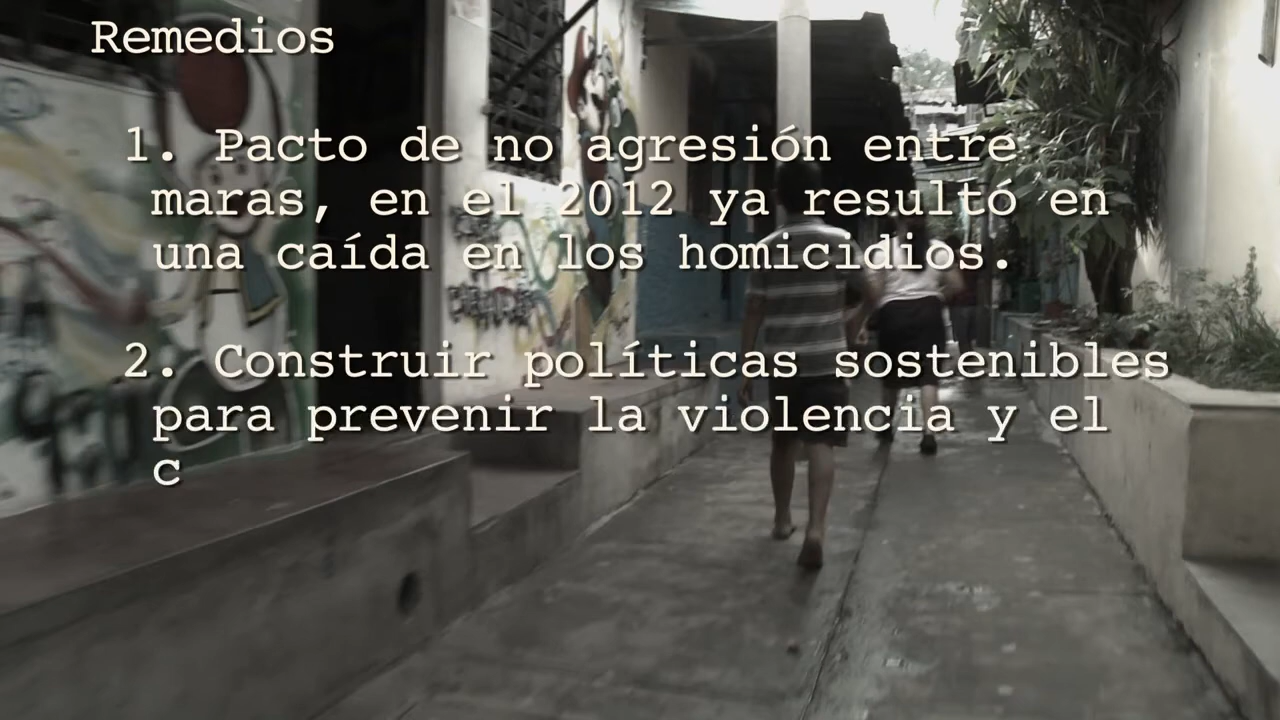 Remedios
1. Pacto de no agresión entre
maras, en el 2012 ya resultó en
una caída en los homicidios.
2. Construir políticas sostenibles
para prevenir la violencia y el
c